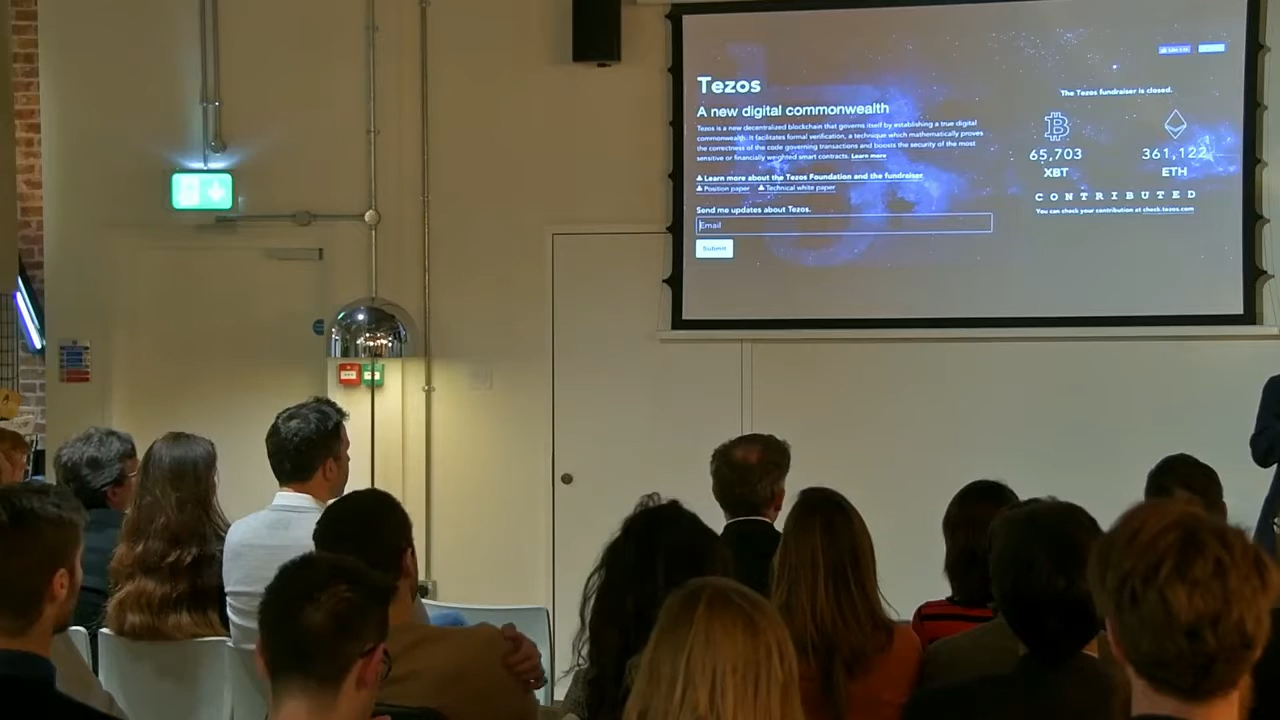 Tezos
A new digital commonwealth
Tezos is a new decentralized blockchain that governs itself by establishing a true digital
commonwealth. It facilitates formal verification, a technique which mathematically proves
the correctness of the code governing transactions and boosts the security of the most
sensitive or financially weighted smart contracts. Learn more
Learn more about the Tezos Foundation and the fundraiser
Position paper Technical white paper
Send me updates about Tezos.
Email
Submit
The Tezos fundraiser is closed.
65,703
XBT
361,122
ETH
CONTRIBUTED
You can check your contribution at check.tezos.com